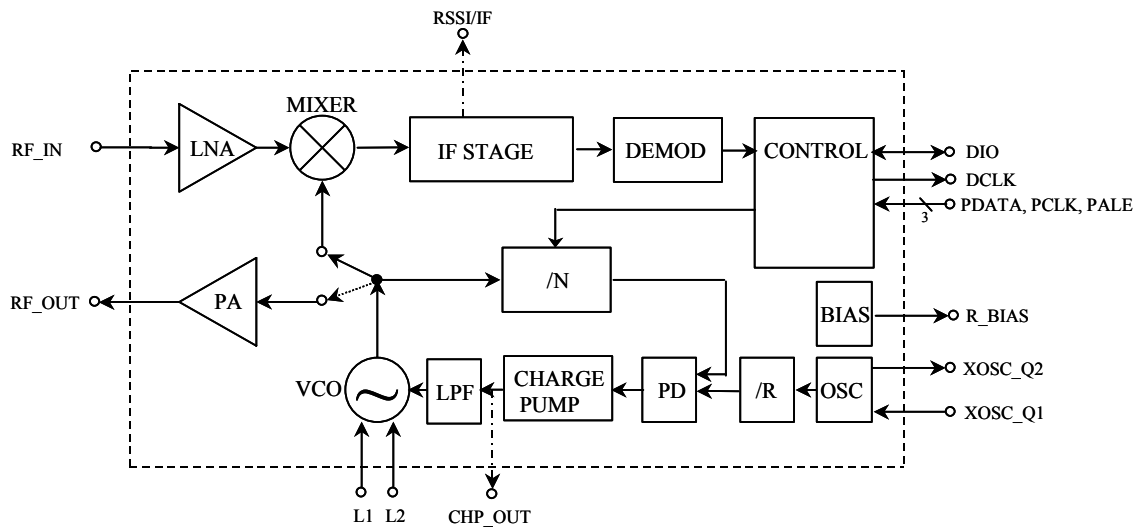 RSSI/IF
MIXER
RF_IN
LNA
IF STAGE
DEMOD
CONTROL
DIO
DCLK
3
PDATA, PCLK, PALE
/N
RF_OUT
PA
BIAS
R_BIAS
VCO
LPF
CHARGE
PUMP
PD
/R
OSC
XOSC_Q2
XOSC_Q1
L1
L2
CHP_OUT